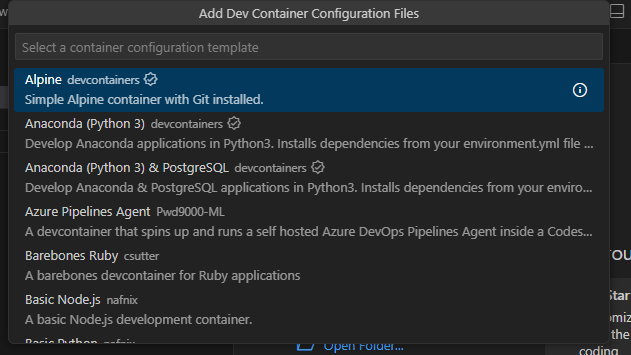 Add Dev Container Configuration Files
Select a container configuration template
Alpine devcontainers
Simple Alpine container with Git installed.
Anaconda (Python 3) devcontainers
Develop Anaconda applications in Python3. Installs dependencies from your environment.yml file ...
Anaconda (Python 3) & PostgreSQL devcontainers
Develop Anaconda & PostgreSQL applications in Python3. Installs dependencies from your enviro...
Azure Pipelines Agent Pwd9000-ML
A devcontainer that spins up and runs a self hosted Azure DevOps Pipelines Agent inside a Codes...
Barebones Ruby csutter
A barebones devcontainer for Ruby applications
Basic Node.js nafnix
A basic Node.js development container.
Basic Python nafnix
Open Folder...
the
coding